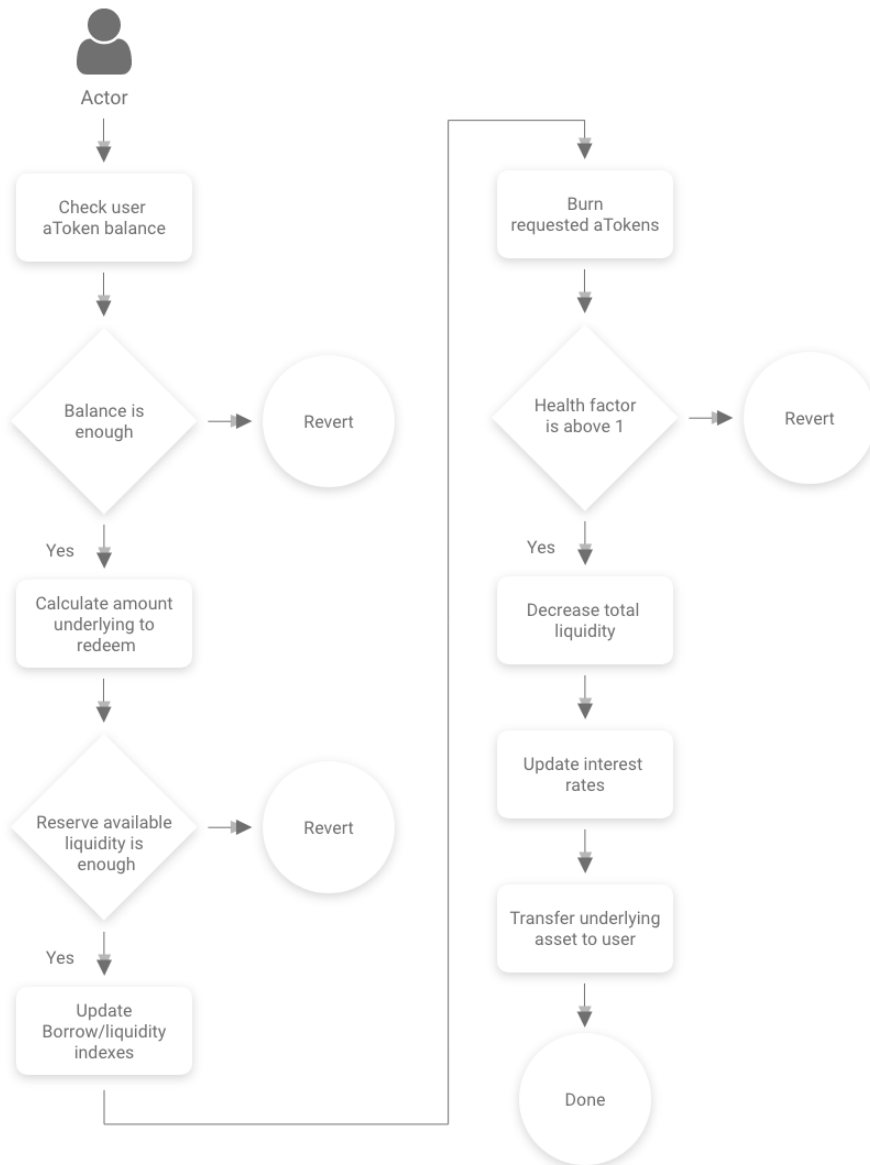 Actor
Check user
aToken balance
Balance is
enough
Revert
Yes
Calculate amount
underlying to
redeem
Reserve available
liquidity is
enough
Revert
Yes
Update
Borrow/liquidity
indexes
Burn
requested aTokens
Health factor
is above 1
Revert
Yes
Decrease total
liquidity
Update interest
rates
Transfer underlying
asset to user
Done